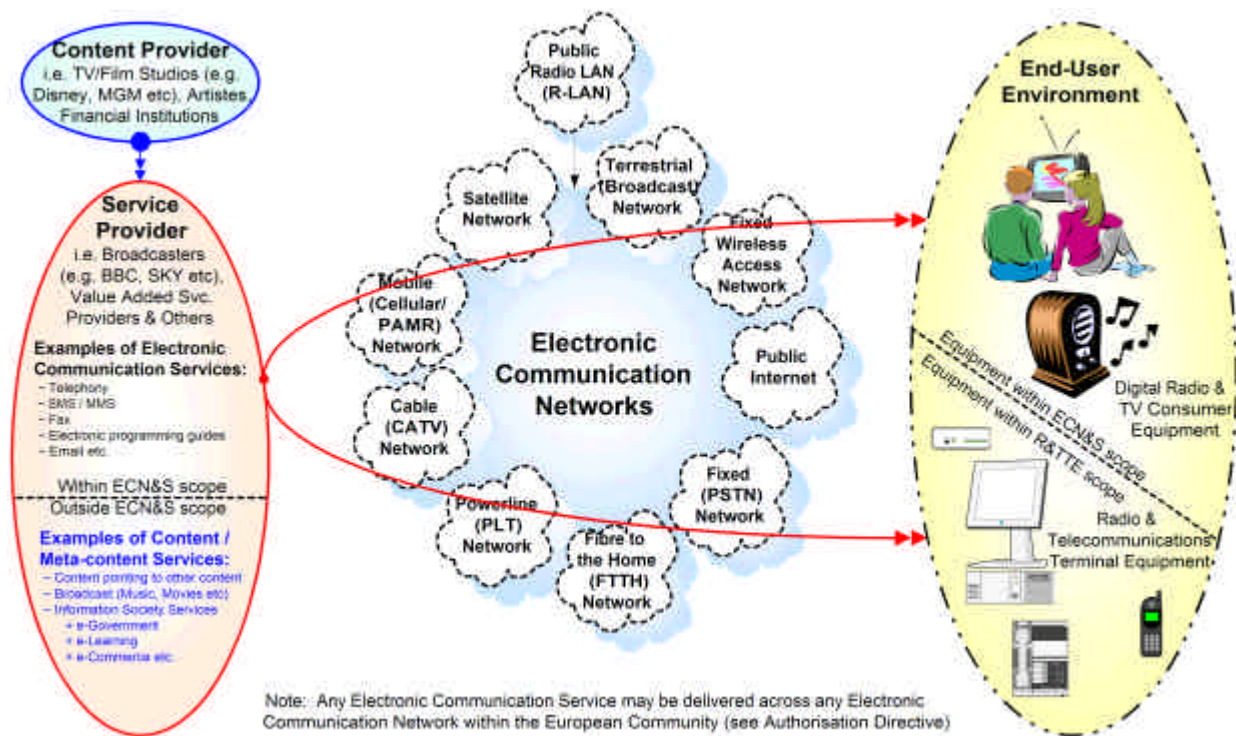 Content Provider
i.e. TV/Film Studios (e.g.
Disney, MGM etc), Artistes,
Financial Institutions
Service
Provider
i.e. Broadcasters
(e.g. BBC, SKY etc),
Value Added Svc.
Providers & Others
Examples of Electronic
Communication Services:
– Telephony
– SMS / MMS
– Fax
– Electronic programming guides
– Email etc.
Within ECN&S scope
Outside ECN&S scope
Examples of Content /
Meta-content Services:
– Content pointing to other content
– Broadcast (Music, Movies etc)
– Information Society Services
+ e-Government
+ e-Learning
+ e-Commerce etc.
Public
Radio LAN
(R-LAN)
Satellite
Network
Terrestrial
(Broadcast)
Network
Fixed
Wireless
Access
Network
Mobile
(Cellular/
PAMR)
Network
Public
Internet
Electronic
Communication
Networks
Cable
(CATV)
Network
Fixed
(PSTN)
Network
Powerline
(PLT)
Network
Fibre to
the Home
(FTTH)
Network
End-User
Environment
Digital Radio &
TV Consumer
Equipment
Equipment within ECN&S scope
Equipment within R&TTE scope
Radio &
Telecommunications
Terminal Equipment
Note: Any Electronic Communication Service may be delivered across any Electronic
Communication Network within the European Community (see Authorisation Directive)